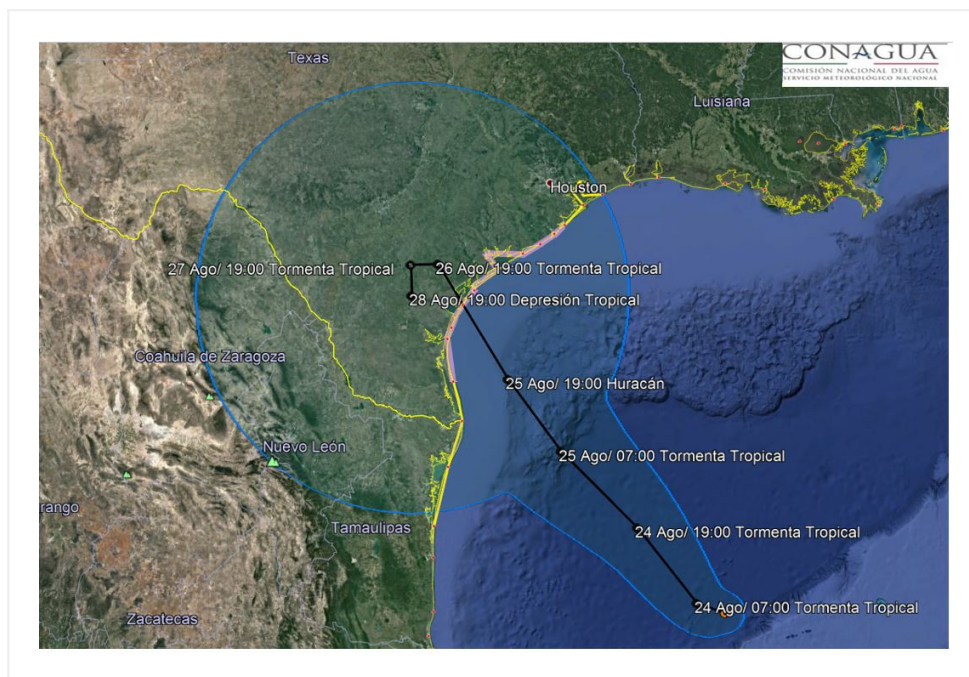 CONAGUA
COMISIÓN NACIONAL DEL AGUA
SERVICIO METEOROLÓGICO NACIONAL
Texas
Luisiana
Houston
27 Ago/ 19:00 Tormenta Tropical
26 Ago/ 19:00 Tormenta Tropical
28 Ago/ 19:00 Depresión Tropical
Coahuila de Zaragoza
25 Ago/ 19:00 Huracán
Nuevo León
25 Ago/ 07:00 Tormenta Tropical
rango
Tamaulipas
24 Ago/ 19:00 Tormenta Tropical
24 Ago/ 07:00 Tormenta Tropical
Zacatecas